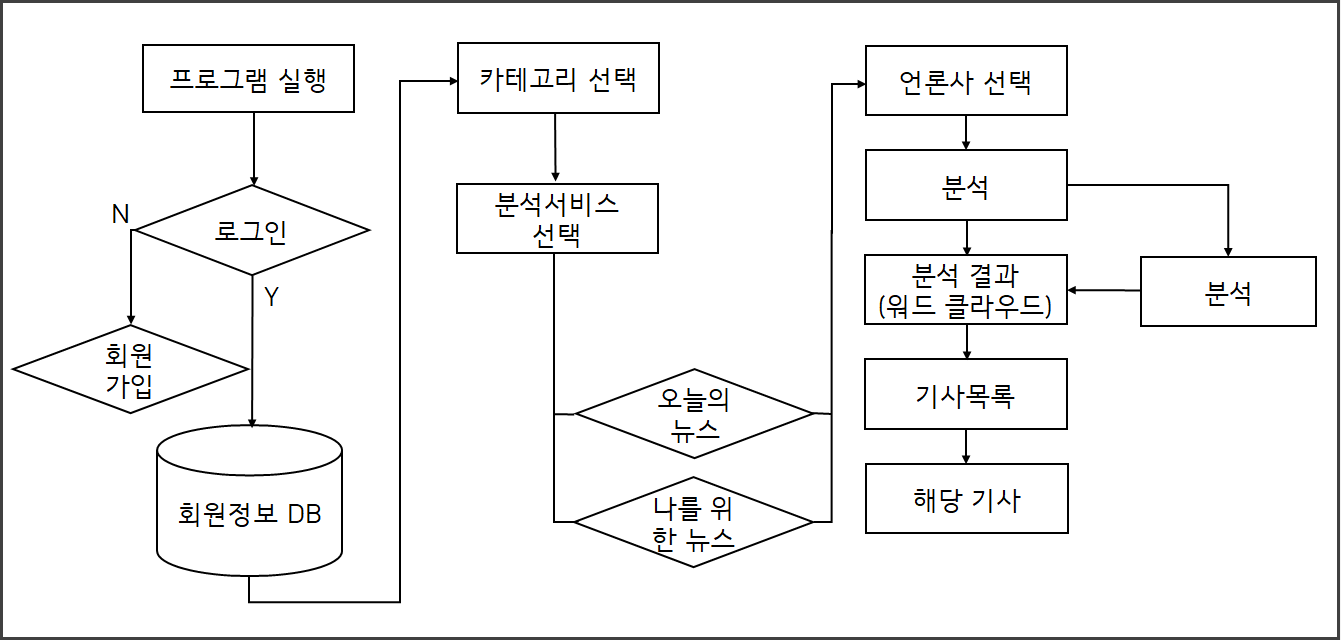 프로그램 실행
로그인
N
Y
회원
가입
회원정보 DB
카테고리 선택
분석서비스
선택
오늘의
뉴스
나를 위
한 뉴스
언론사 선택
분석
분석 결과
(워드 클라우드)
분석
기사목록
해당 기사